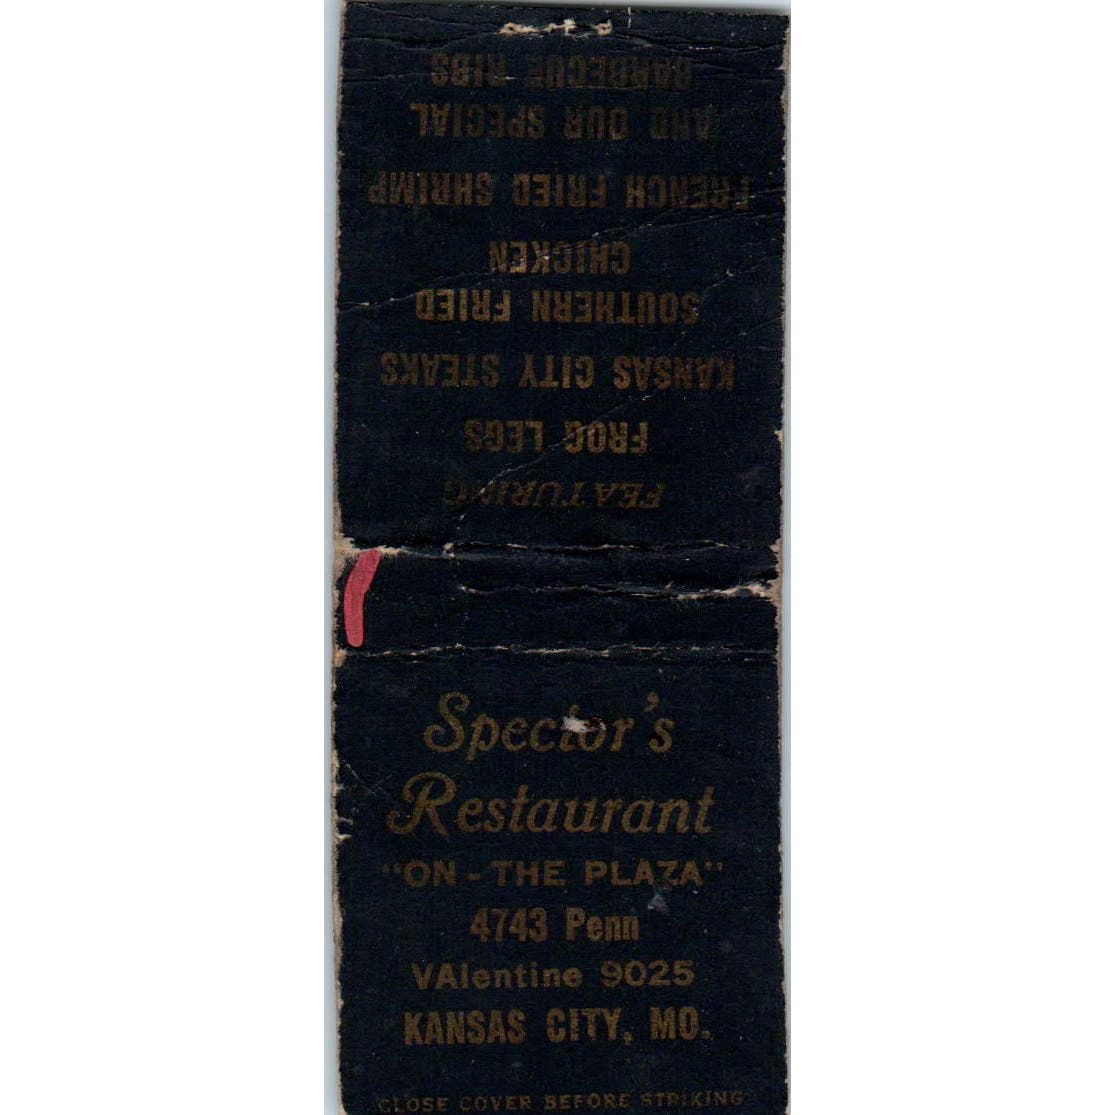 Spector's
Restaurant
"ON - THE PLAZA"
4743 Penn
VAlentine 9025
KANSAS CITY, MO.
CLOSE COVER BEFORE STRIKING
FEATURING
FROG LEGS
KANSAS CITY STEAKS
SOUTHERN FRIED
CHICKEN
FRENCH FRIED SHRIMP
AND OUR SPECIAL
BARBECUE RIBS